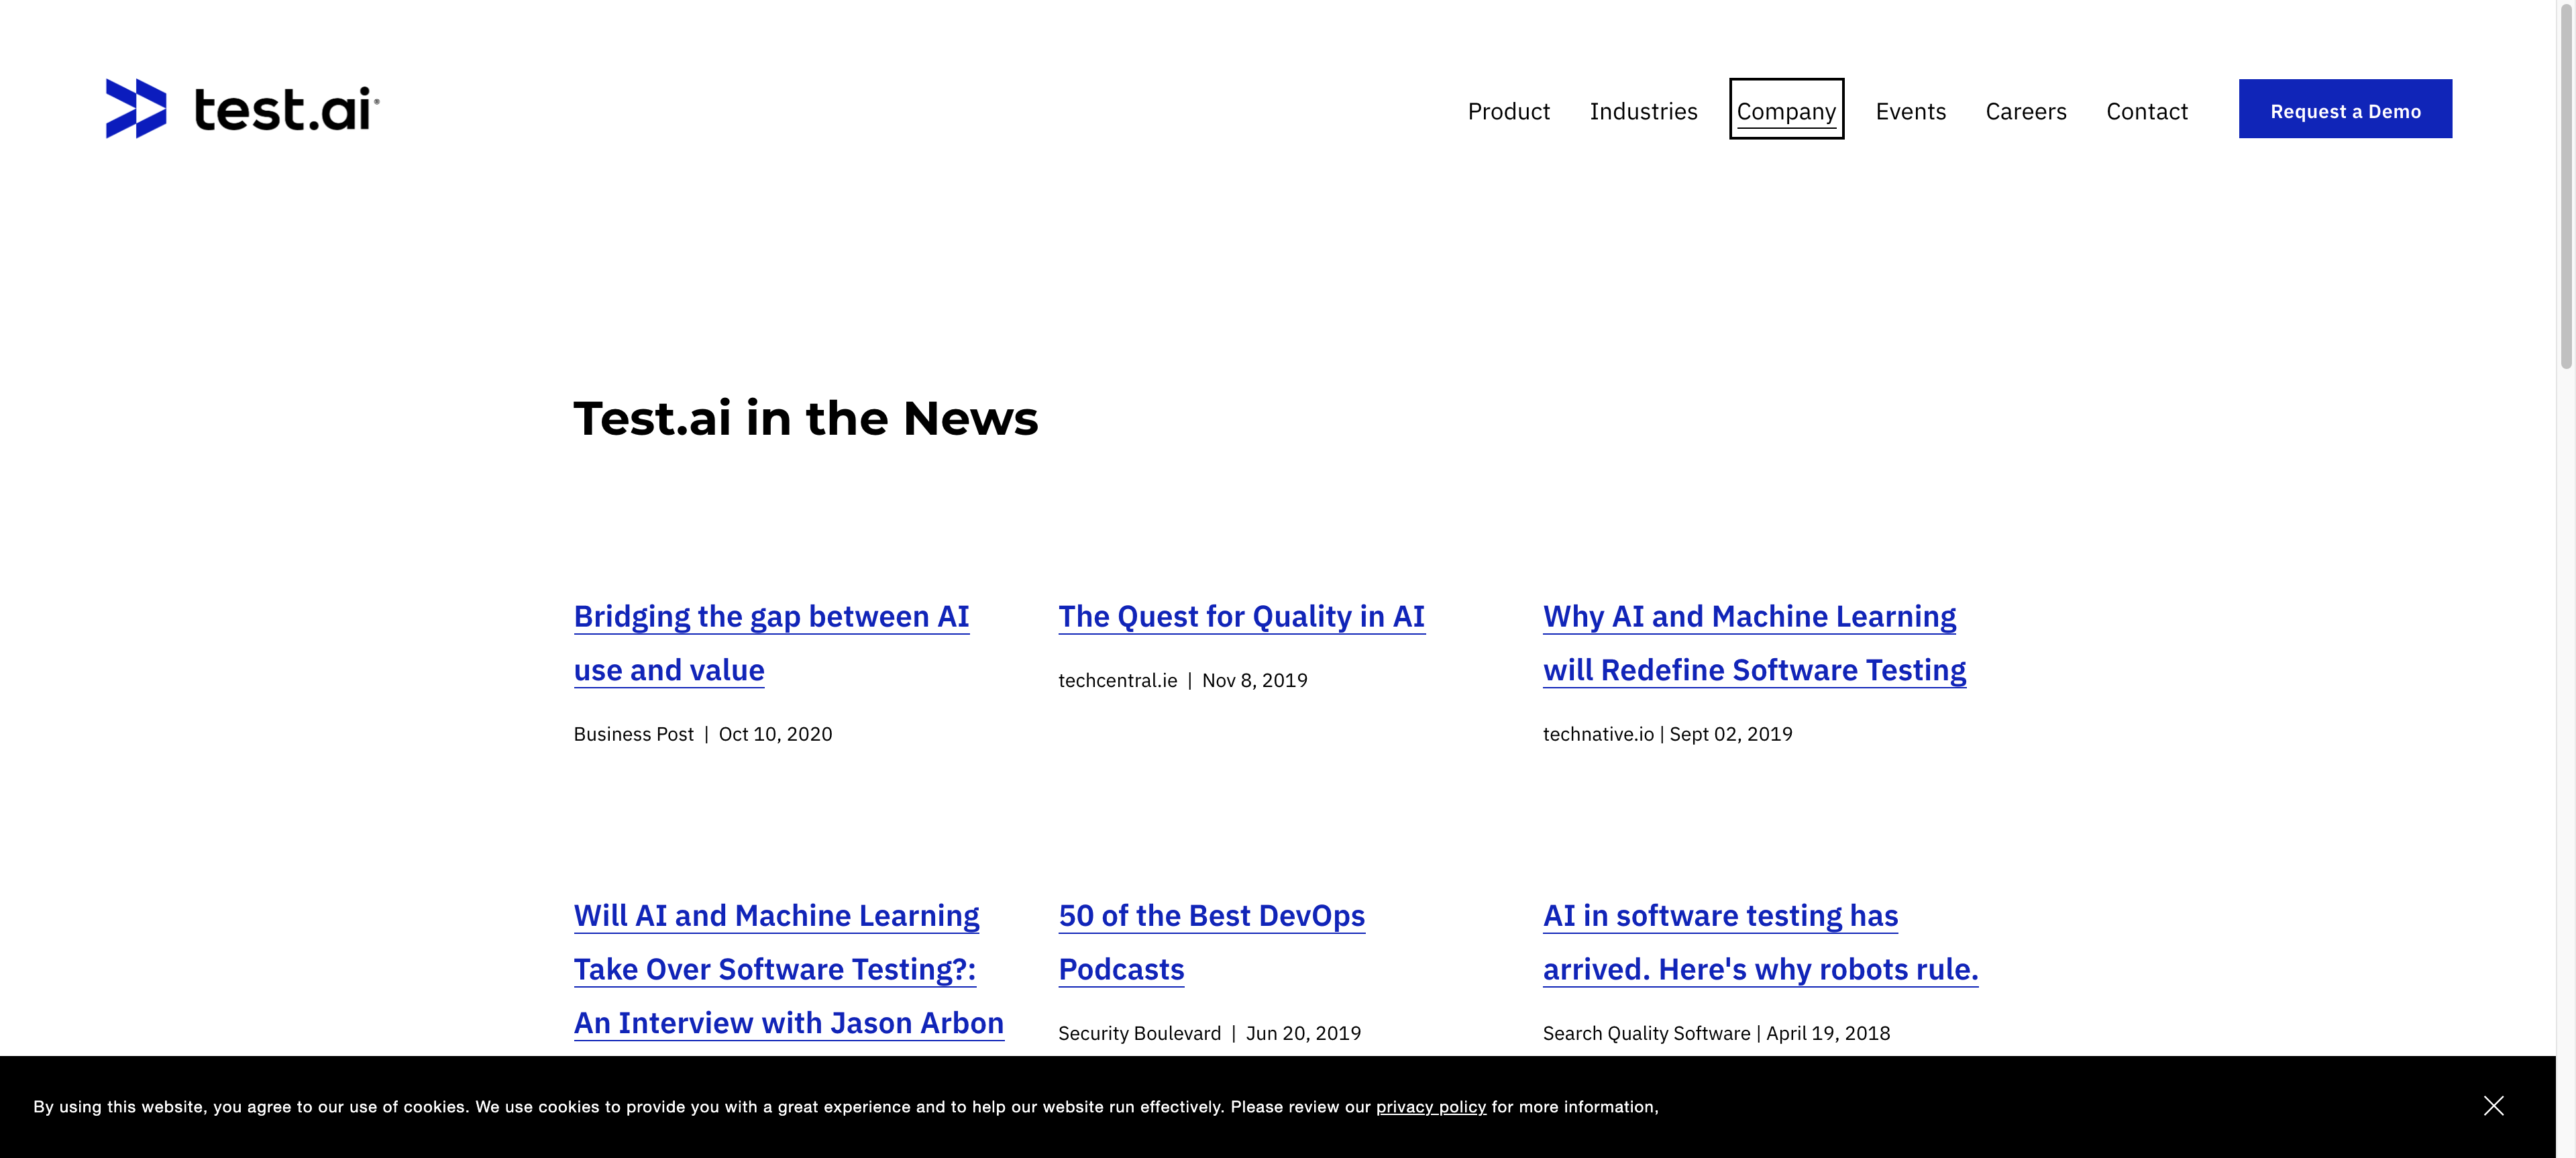 test.ai®
Product Industries Company Events Careers Contact Request a Demo
Test.ai in the News
Bridging the gap between AI
use and value
Business Post | Oct 10, 2020
The Quest for Quality in AI
techcentral.ie | Nov 8, 2019
Why AI and Machine Learning
will Redefine Software Testing
technative.io | Sept 02, 2019
Will AI and Machine Learning
Take Over Software Testing?:
An Interview with Jason Arbon
50 of the Best DevOps
Podcasts
Security Boulevard | Jun 20, 2019
AI in software testing has
arrived. Here's why robots rule.
Search Quality Software | April 19, 2018
By using this website, you agree to our use of cookies. We use cookies to provide you with a great experience and to help our website run effectively. Please review our privacy policy for more information,